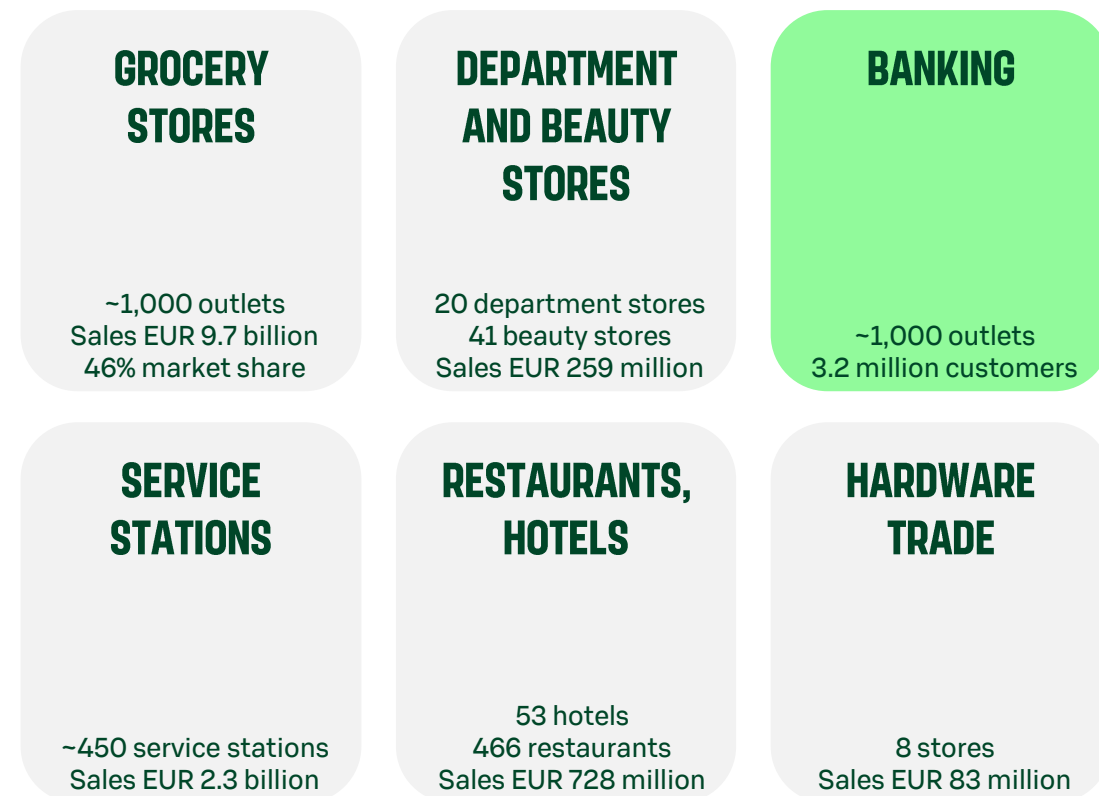 GROCERY
STORES
~1,000 outlets
Sales EUR 9.7 billion
46% market share
DEPARTMENT
AND BEAUTY
STORES
20 department stores
41 beauty stores
Sales EUR 259 million
BANKING
~1,000 outlets
3.2 million customers
SERVICE
STATIONS
~450 service stations
Sales EUR 2.3 billion
RESTAURANTS,
HOTELS
53 hotels
466 restaurants
Sales EUR 728 million
HARDWARE
TRADE
8 stores
Sales EUR 83 million